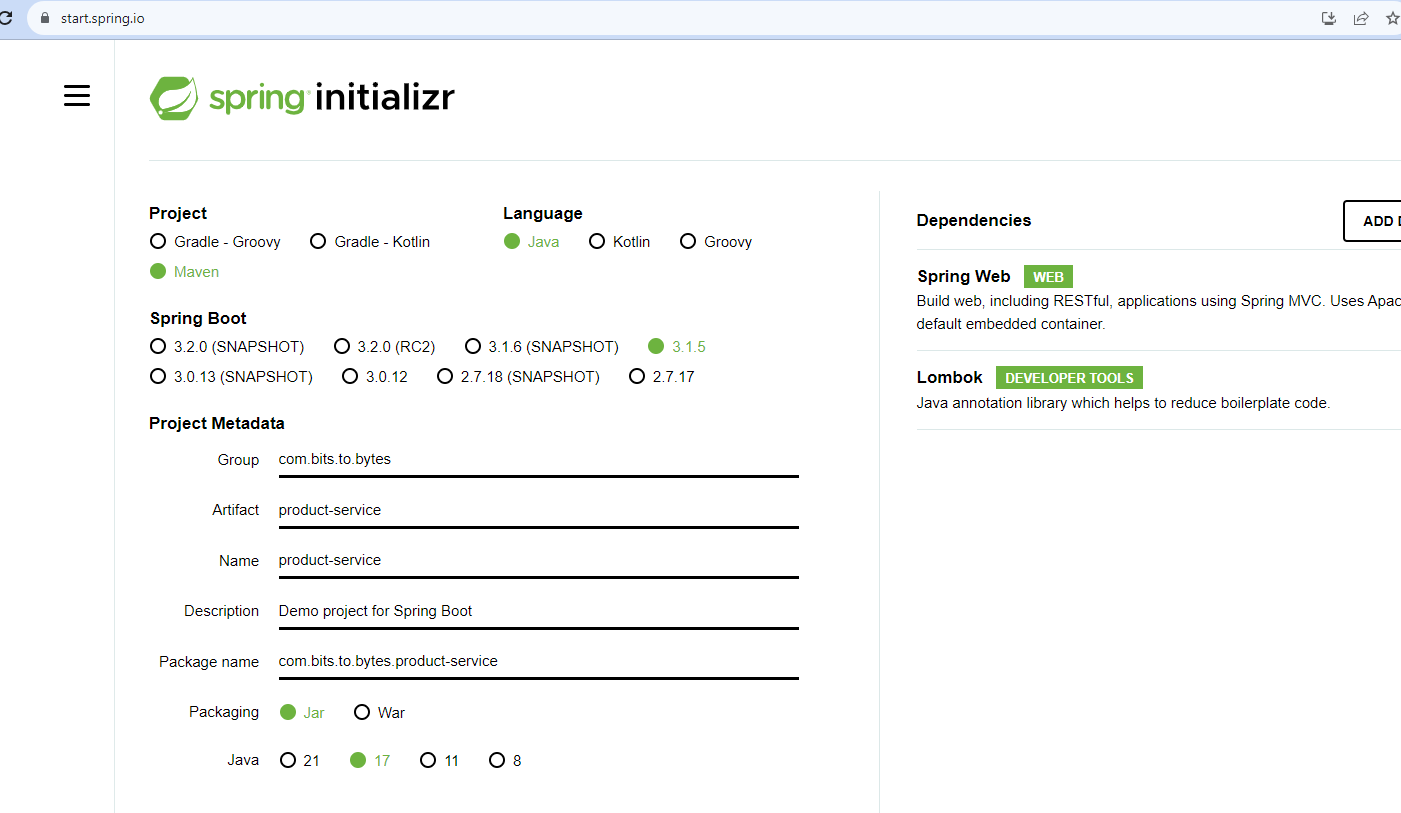 start.spring.io
spring initializr
Project
Gradle - Groovy Gradle - Kotlin
Maven
Language
Java Kotlin Groovy
Spring Boot
3.2.0 (SNAPSHOT) 3.2.0 (RC2) 3.1.6 (SNAPSHOT) 3.1.5
3.0.13 (SNAPSHOT) 3.0.12 2.7.18 (SNAPSHOT) 2.7.17
Project Metadata
Group com.bits.to.bytes
Artifact product-service
Name product-service
Description Demo project for Spring Boot
Package name com.bits.to.bytes.product-service
Packaging Jar War
Java 21 17 11 8
Dependencies ADD
Spring Web WEB
Build web, including RESTful, applications using Spring MVC. Uses Apac
default embedded container.
Lombok DEVELOPER TOOLS
Java annotation library which helps to reduce boilerplate code.